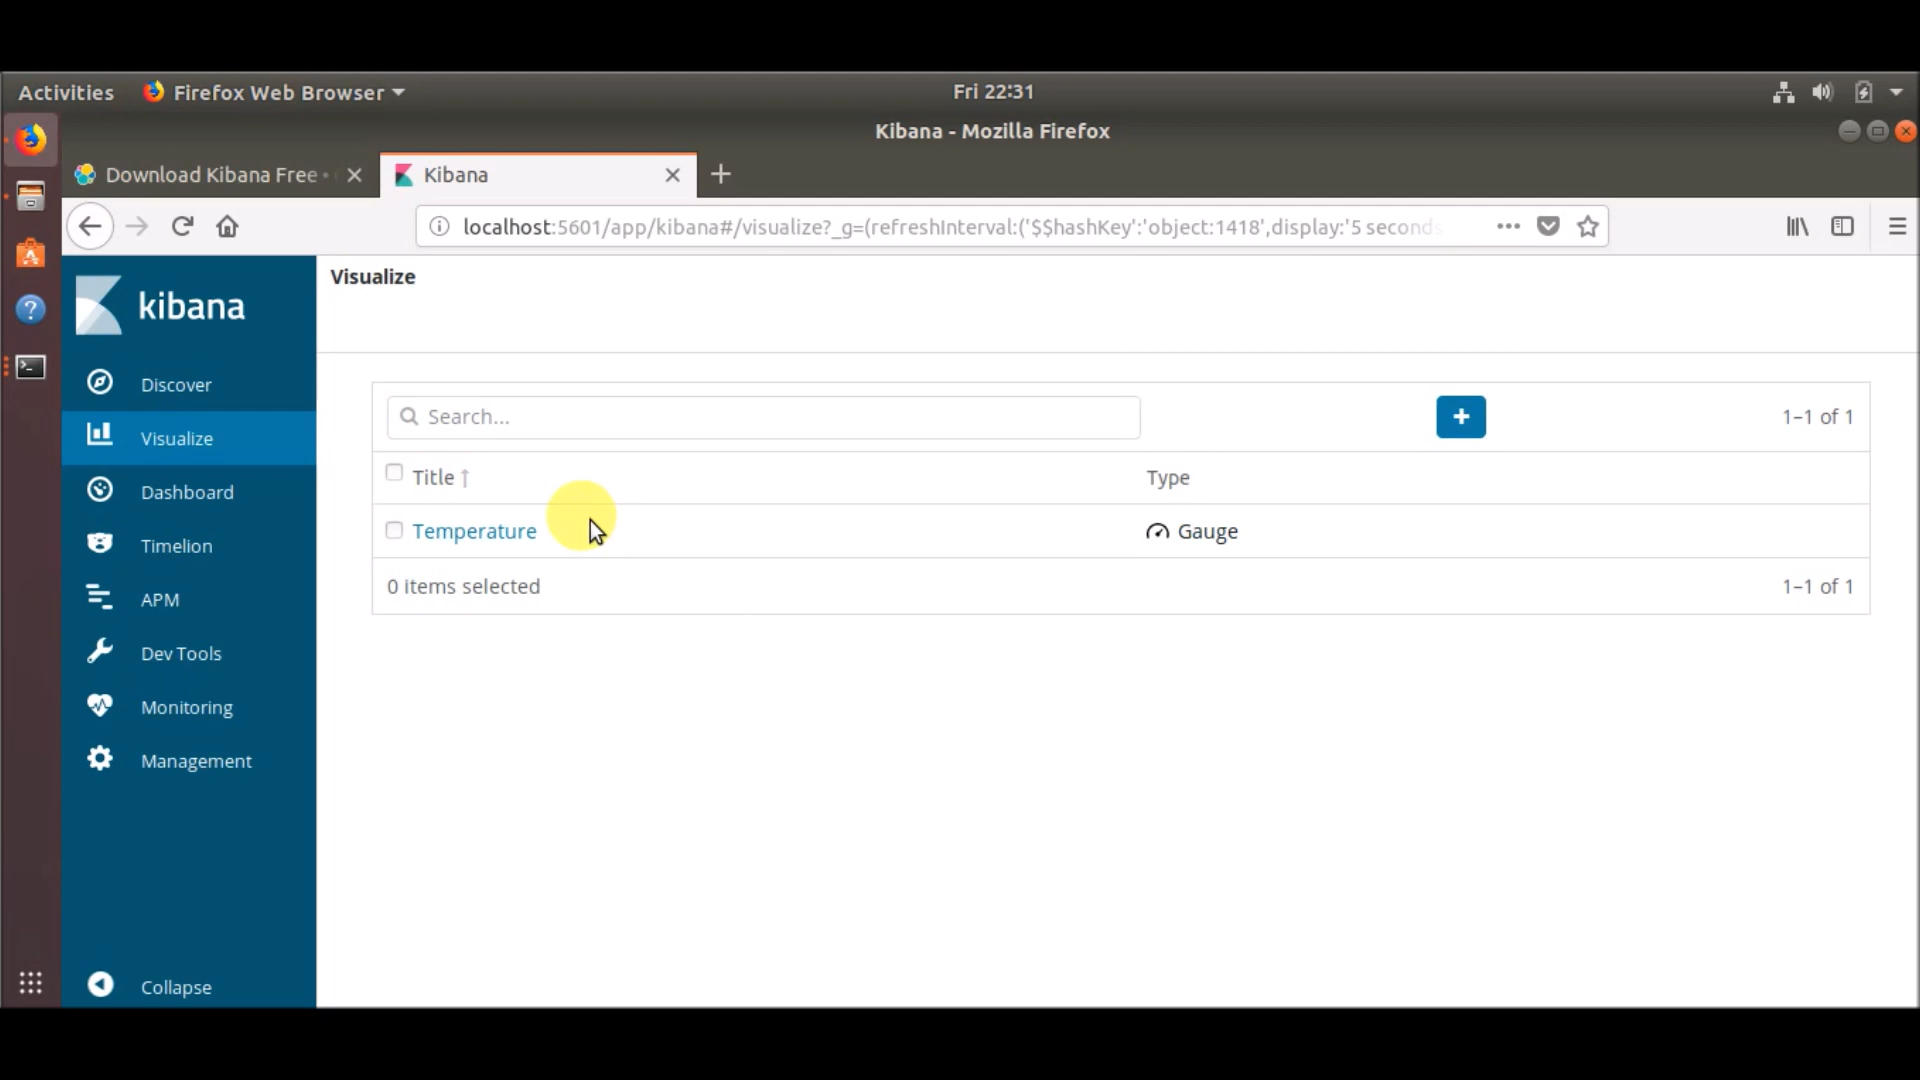 Activities Firefox Web Browser Fri 22:31
Kibana - Mozilla Firefox
Download Kibana Free • Kibana
localhost:5601/app/kibana#/visualize?_g=(refreshInterval:('$$hashKey':'object:1418',display:'5 seconds
kibana
Visualize
Discover
Visualize
Dashboard
Timelion
APM
Dev Tools
Monitoring
Management
Collapse
Search... + 1–1 of 1
Title Type
Temperature Gauge
0 items selected 1–1 of 1